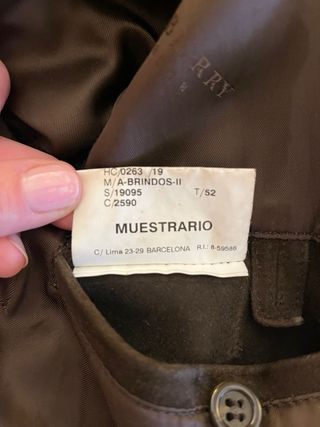 RRY
HC/0263 /19
M/A-BRINDOS-II
S/19095 T/52
C/2590
MUESTRARIO
C/ Lima 23-29 BARCELONA R.I.: 8-59586